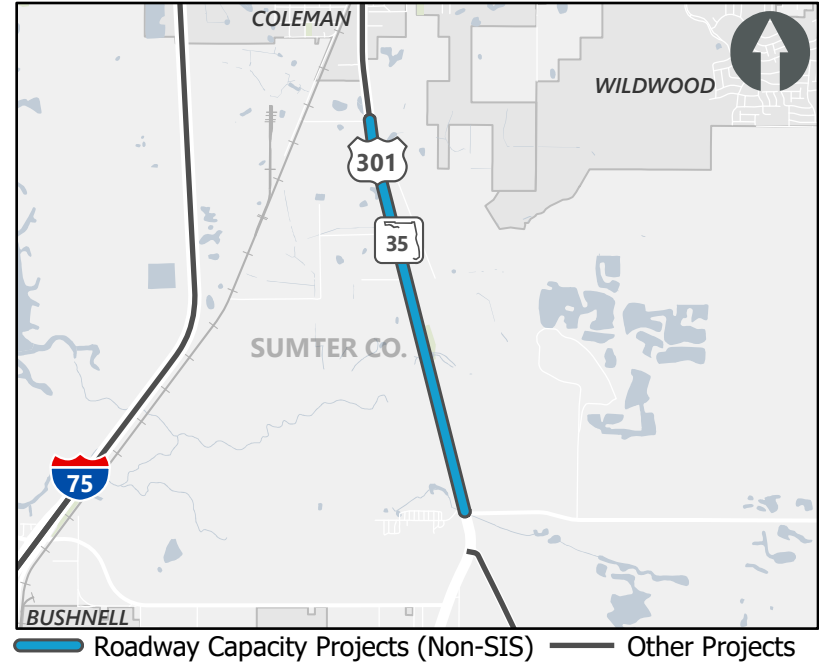 COLEMAN
WILDWOOD
301
35
SUMTER CO.
75
BUSHNELL
Roadway Capacity Projects (Non-SIS) Other Projects